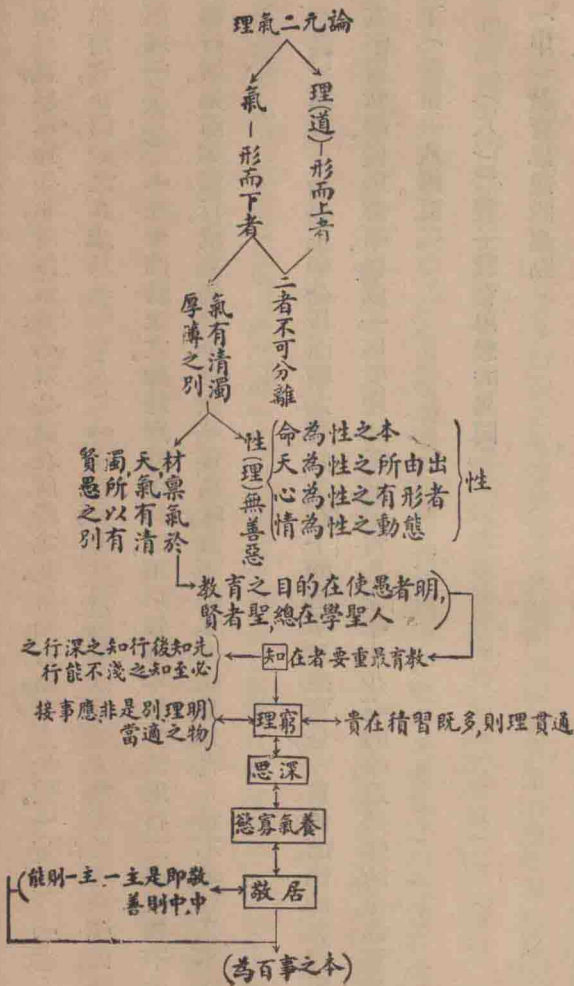 理氣二元論
理(道)—形而上者
氣—形而下者
二者不可分離
氣有清濁
厚薄之別
性(理)無善惡
命為性之本
天為性之所由出
心為性之有形者
情為性之動態
性
材稟氣於
天,氣有清
濁,所以有
賢愚之別
教育之目的在使愚者明,
賢者聖,總在學聖人
教育最重要者在知
先知後行知之深行之
必至知之淺不能行
窮理
明理,別是非應事接
物之適當
貴在積習既多,則理貫通
深思
養氣寡慾
居敬
敬即是主一.主一則能
中,中則善
(為百事之本)